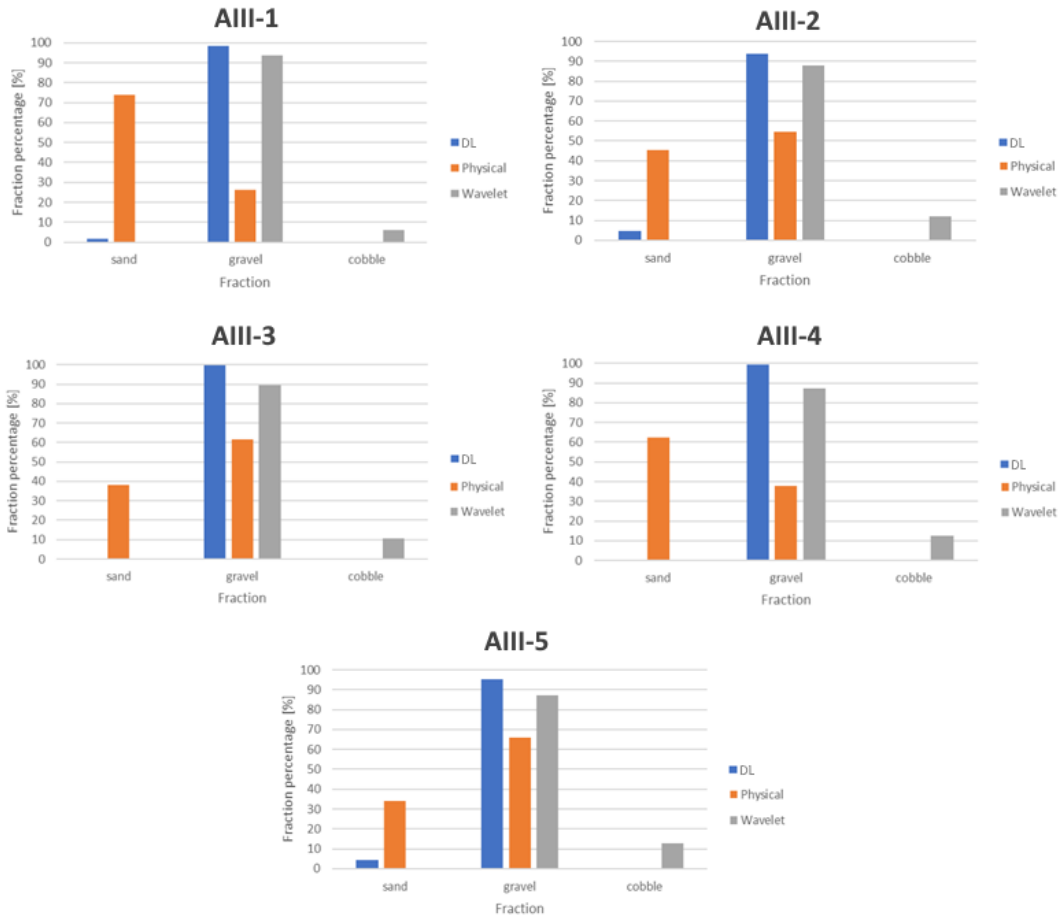 AIII-1
Fraction percentage [%]
100
90
80
70
60
50
40
30
20
10
0
sand gravel cobble
Fraction
DL
Physical
Wavelet
AIII-2
Fraction percentage [%]
100
90
80
70
60
50
40
30
20
10
0
sand gravel cobble
Fraction
DL
Physical
Wavelet
AIII-3
Fraction percentage [%]
100
90
80
70
60
50
40
30
20
10
0
sand gravel cobble
Fraction
DL
Physical
Wavelet
AIII-4
Fraction percentage [%]
100
90
80
70
60
50
40
30
20
10
0
sand gravel cobble
Fraction
DL
Physical
Wavelet
AIII-5
Fraction percentage [%]
100
90
80
70
60
50
40
30
20
10
0
sand gravel cobble
Fraction
DL
Physical
Wavelet